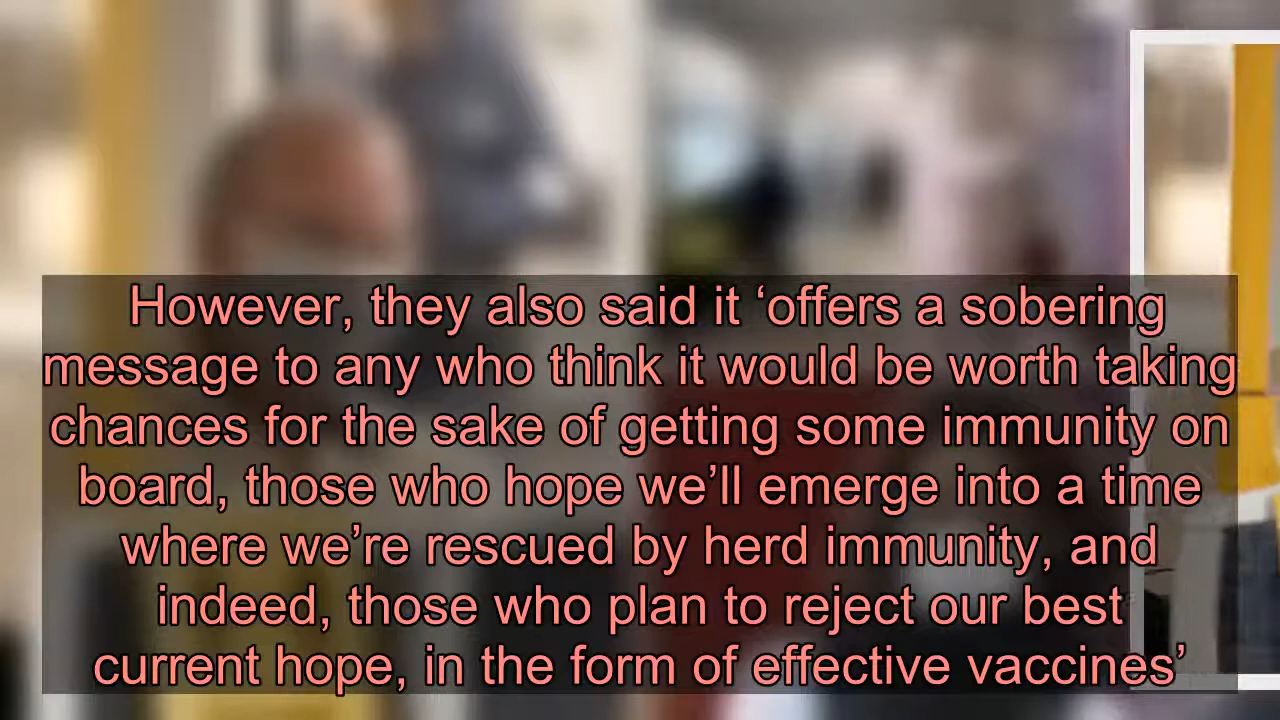 However, they also said it ‘offers a sobering
message to any who think it would be worth taking
chances for the sake of getting some immunity on
board, those who hope we’ll emerge into a time
where we’re rescued by herd immunity, and
indeed, those who plan to reject our best
current hope, in the form of effective vaccines’